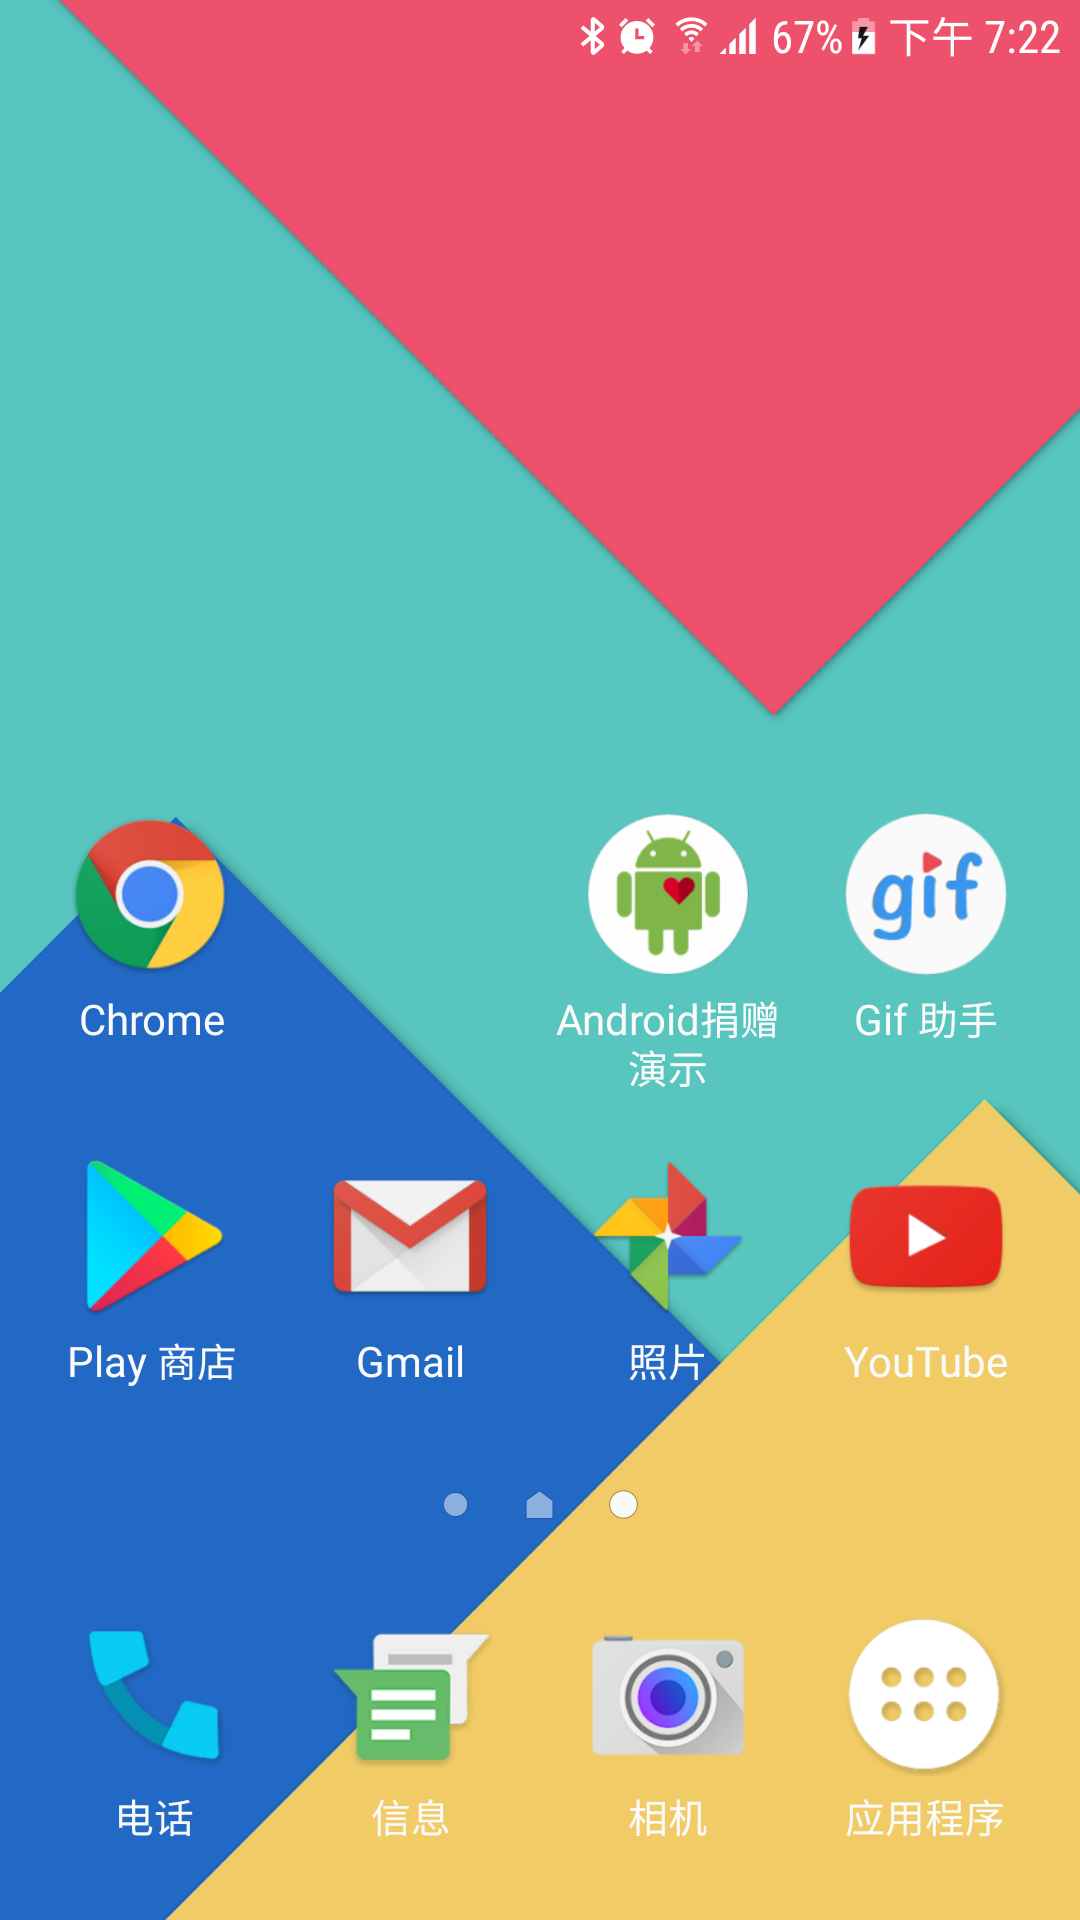 67% 下午 7:22
gif
Chrome
Android捐赠
演示
Gif 助手
Play 商店
Gmail
照片
YouTube
电话
信息
相机
应用程序